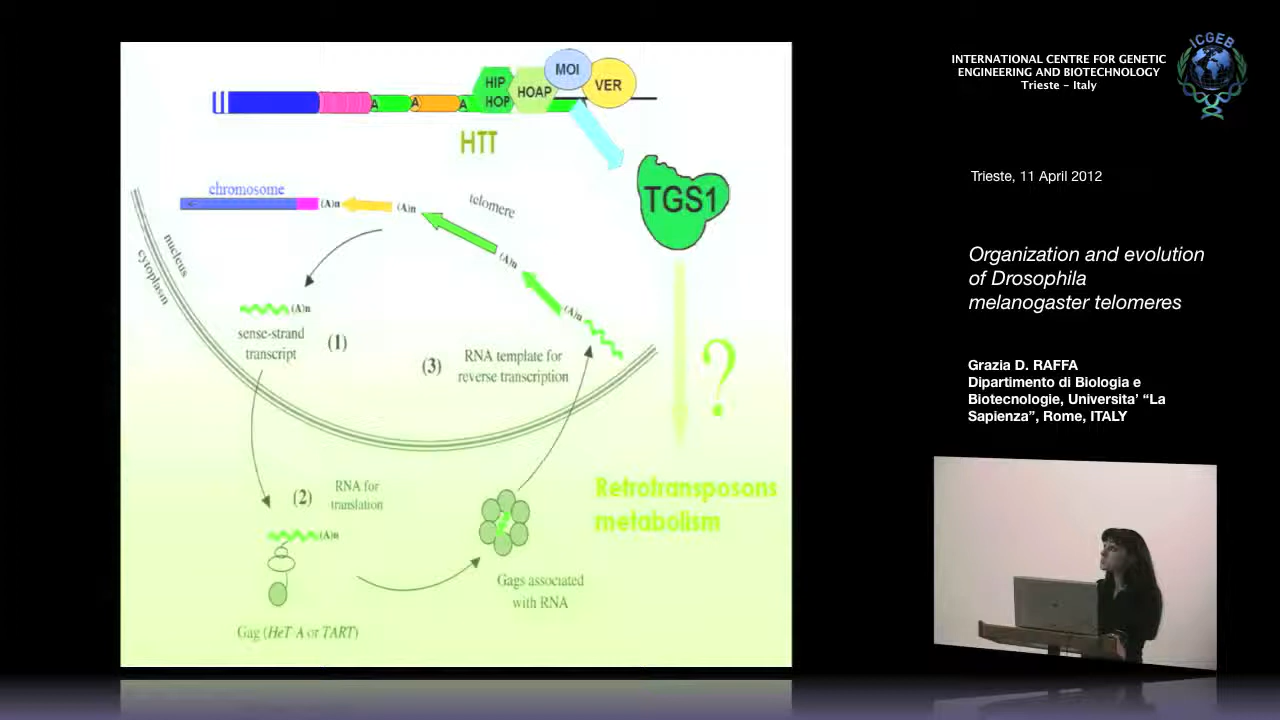 HIP
HOP
HOAP
MOI
VER
A
A
A
HTT
TGS1
chromosome
(A)n
(A)n
telomere
(A)n
(A)n
nucleus
cytoplasm
(A)n
sense-strand
transcript
(1)
(3)
RNA template for
reverse transcription
?
(2)
RNA for
translation
(A)n
Retrotransposons
metabolism
Gags associated
with RNA
Gag (HeT A or TART)
INTERNATIONAL CENTRE FOR GENETIC
ENGINEERING AND BIOTECHNOLOGY
Trieste - Italy
ICGEB
Trieste, 11 April 2012
Organization and evolution
of Drosophila
melanogaster telomeres
Grazia D. RAFFA
Dipartimento di Biologia e
Biotecnologie, Universita’ “La
Sapienza”, Rome, ITALY